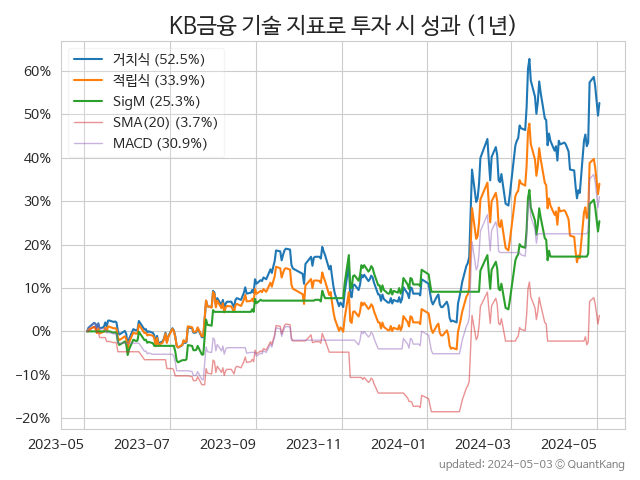 KB금융 기술 지표로 투자 시 성과 (1년)
거치식 (52.5%)
적립식 (33.9%)
SigM (25.3%)
SMA(20) (3.7%)
MACD (30.9%)
60%
50%
40%
30%
20%
10%
0%
−10%
−20%
2023-05 2023-07 2023-09 2023-11 2024-01 2024-03 2024-05
updated: 2024-05-03 ⓒ QuantKang